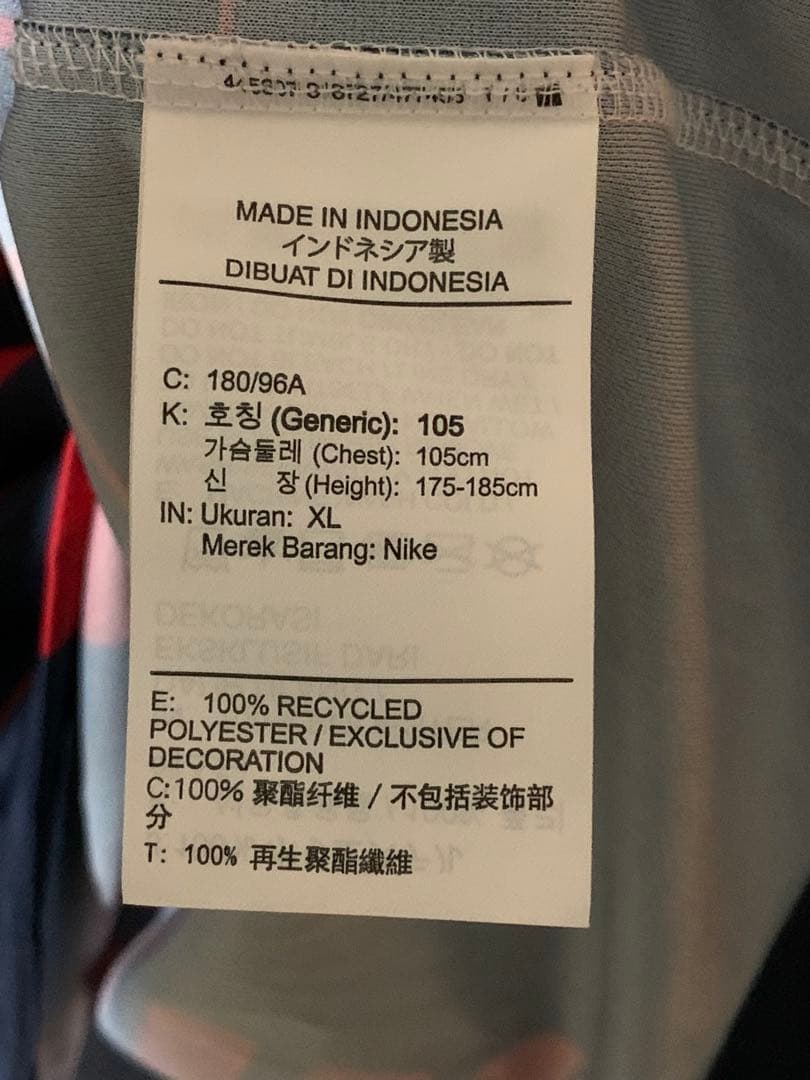 MADE IN INDONESIA
インドネシア製
DIBUAT DI INDONESIA
C: 180/96A
K: 호칭 (Generic): 105
가슴둘레 (Chest): 105cm
신 장 (Height): 175-185cm
IN: Ukuran: XL
Merek Barang: Nike
E: 100% RECYCLED
POLYESTER / EXCLUSIVE OF
DECORATION
C:100% 聚酯纤维 / 不包括装饰部
分
T: 100% 再生聚酯纖維